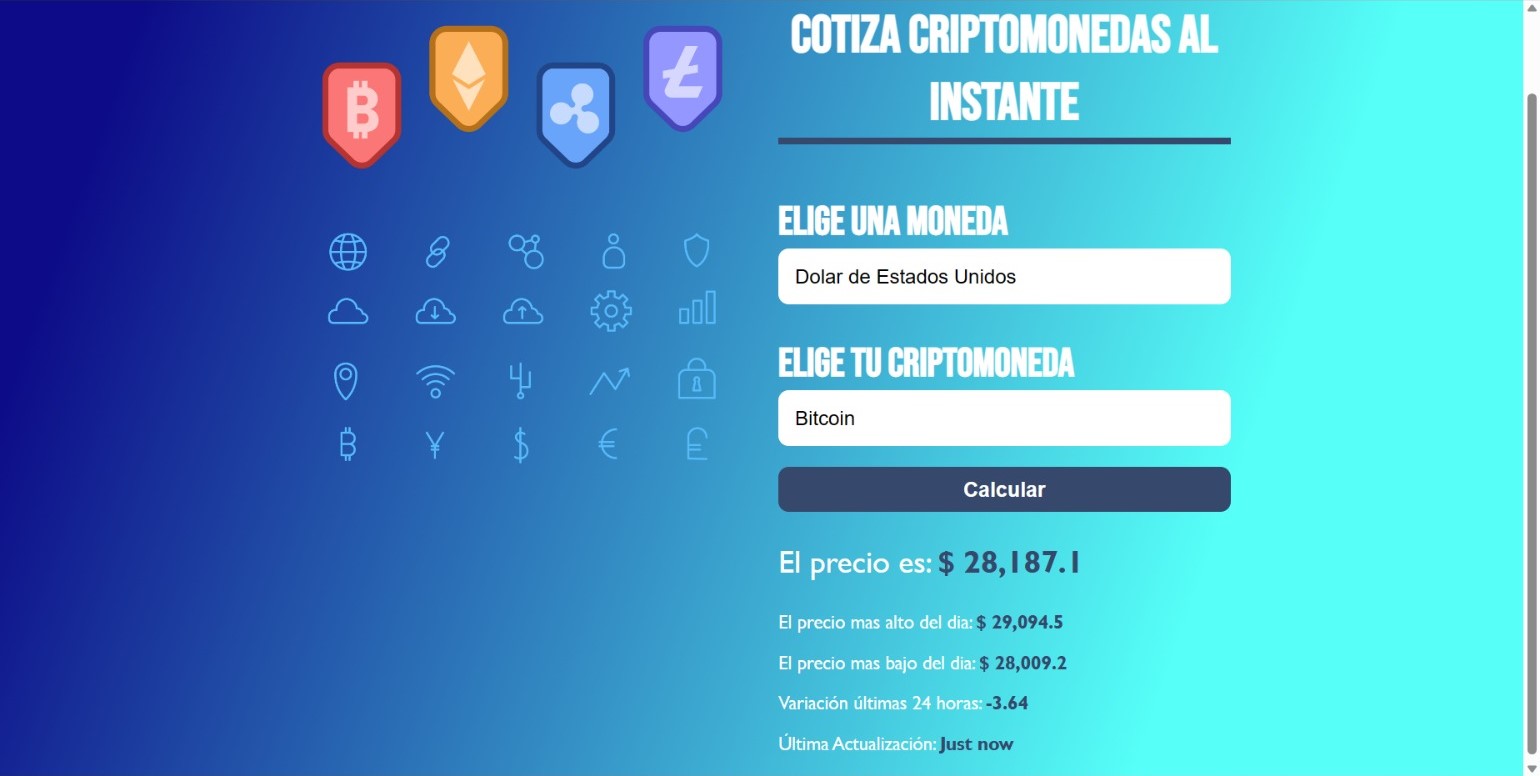 COTIZA CRIPTOMONEDAS AL
INSTANTE
ELIGE UNA MONEDA
Dolar de Estados Unidos
ELIGE TU CRIPTOMONEDA
Bitcoin
Calcular
El precio es: $ 28,187.1
El precio mas alto del dia: $ 29,094.5
El precio mas bajo del dia: $ 28,009.2
Variación últimas 24 horas: -3.64
Última Actualización: Just now